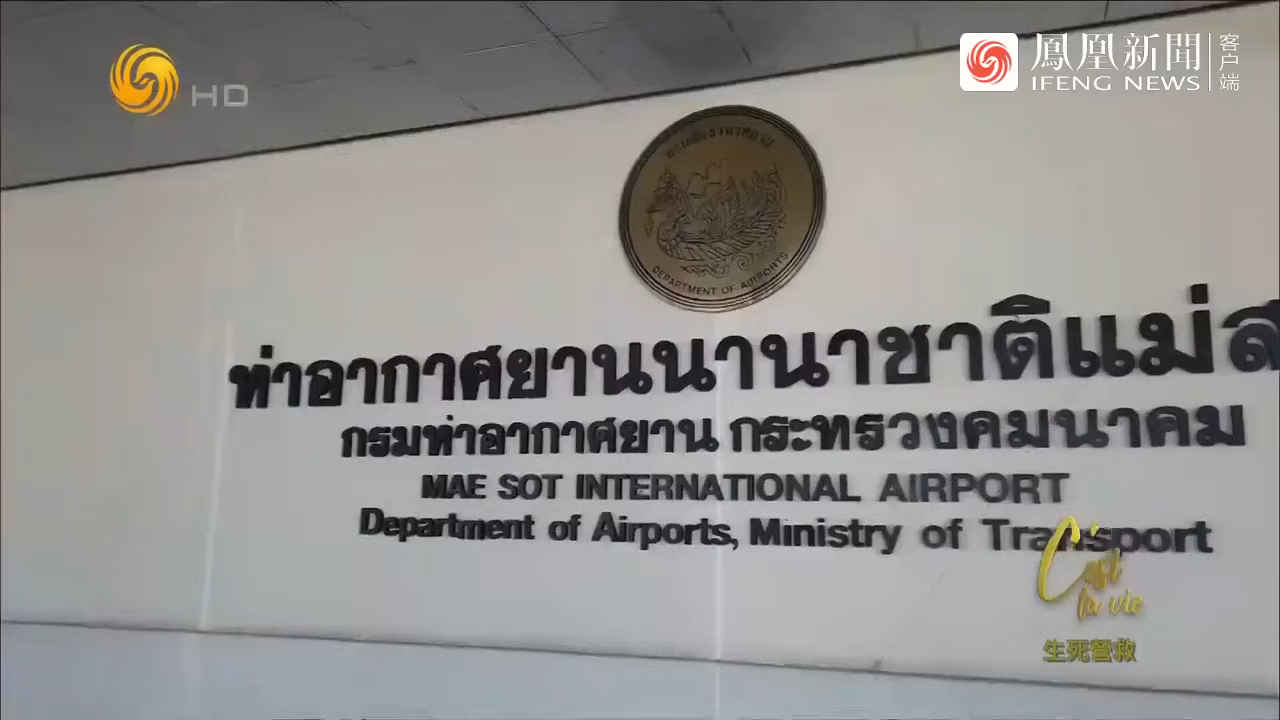 HD
鳳凰新聞
IFENG NEWS
客户端
DEPARTMENT OF AIRPORTS
ท่าอากาศยานนานาชาติแม่ส
กรมท่าอากาศยาน กระทรวงคมนาคม
MAE SOT INTERNATIONAL AIRPORT
Department of Airports, Ministry of Transport
C'est
la vie
生死營救